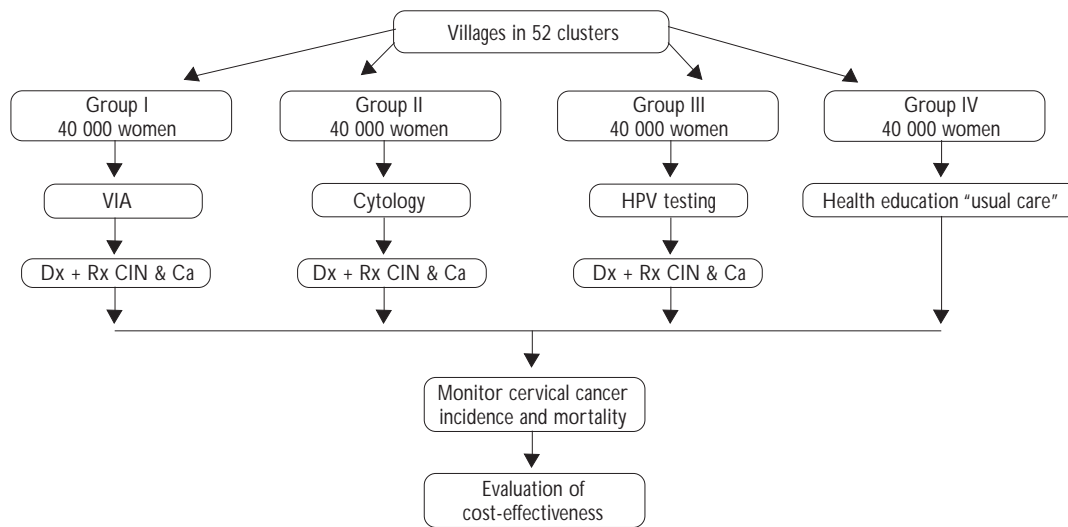 Villages in 52 clusters
Group I
40 000 women
Group II
40 000 women
Group III
40 000 women
Group IV
40 000 women
VIA
Cytology
HPV testing
Health education "usual care"
Dx + Rx CIN & Ca
Dx + Rx CIN & Ca
Dx + Rx CIN & Ca
Monitor cervical cancer
incidence and mortality
Evaluation of
cost-effectiveness